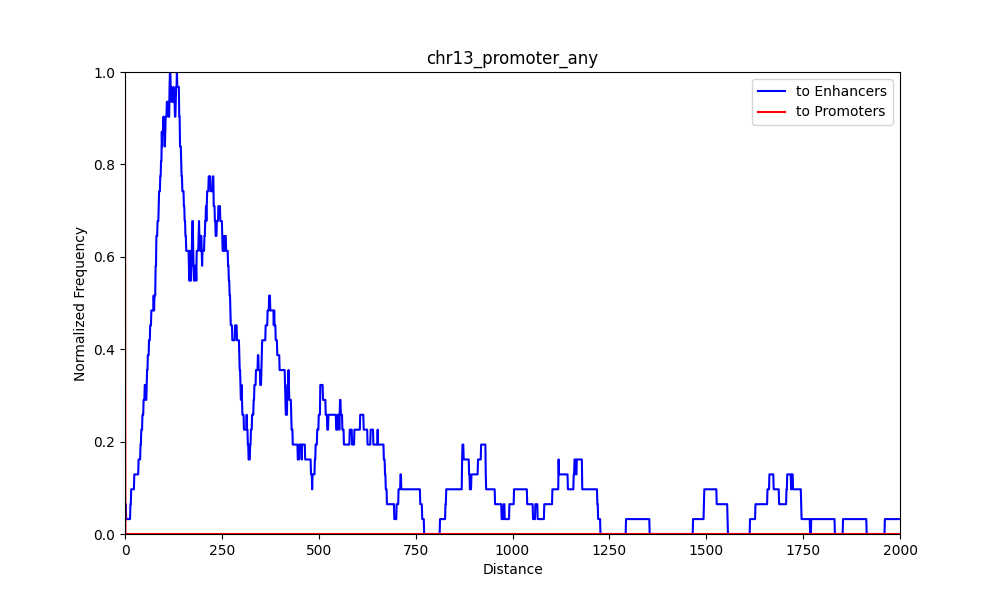 chr13_promoter_any
to Enhancers
to Promoters
Normalized Frequency
1.0
0.8
0.6
0.4
0.2
0.0
0 250 500 750 1000 1250 1500 1750 2000
Distance